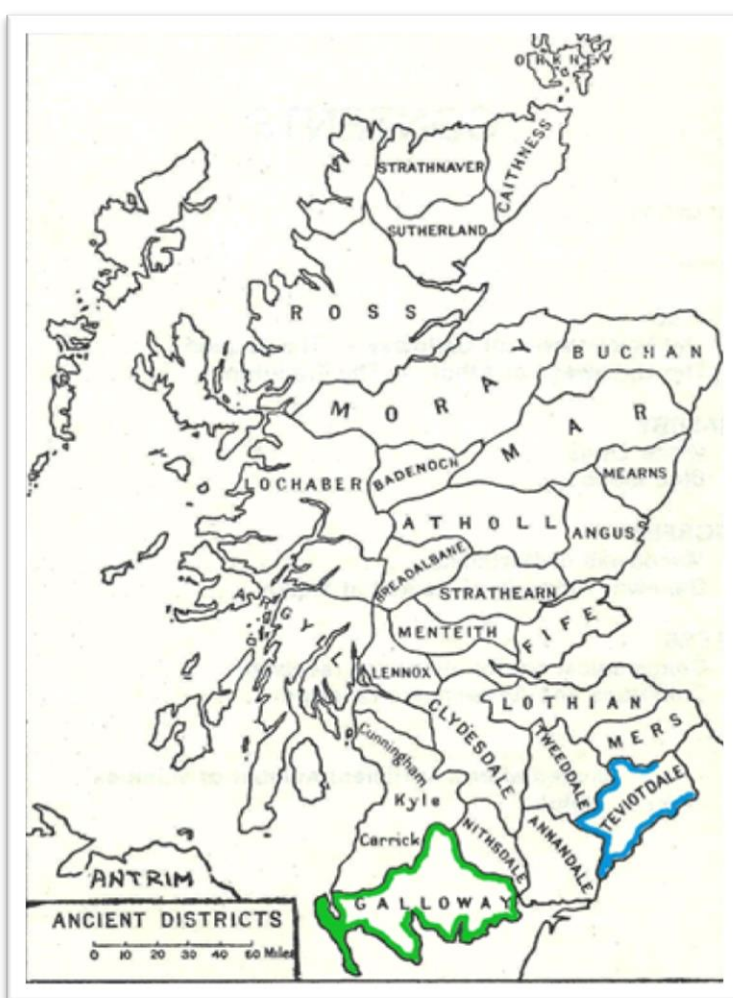 ORKNEY
STRATHNAVER
CAITHNESS
SUTHERLAND
ROSS
MORAY
BUCHAN
MAR
BADENOCH
LOCHABER
MEARNS
ATHOLL
ANGUS
BREADALBANE
STRATHEARN
ARGYLL
MENTEITH
FIFE
LENNOX
LOTHIAN
CLYDESDALE
MERS
TWEEDDALE
Cunningham
TEVIOTDALE
Kyle
Carrick
NITHSDALE
ANNANDALE
ANTRIM
GALLOWAY
ANCIENT DISTRICTS
0 10 20 40 60 Miles